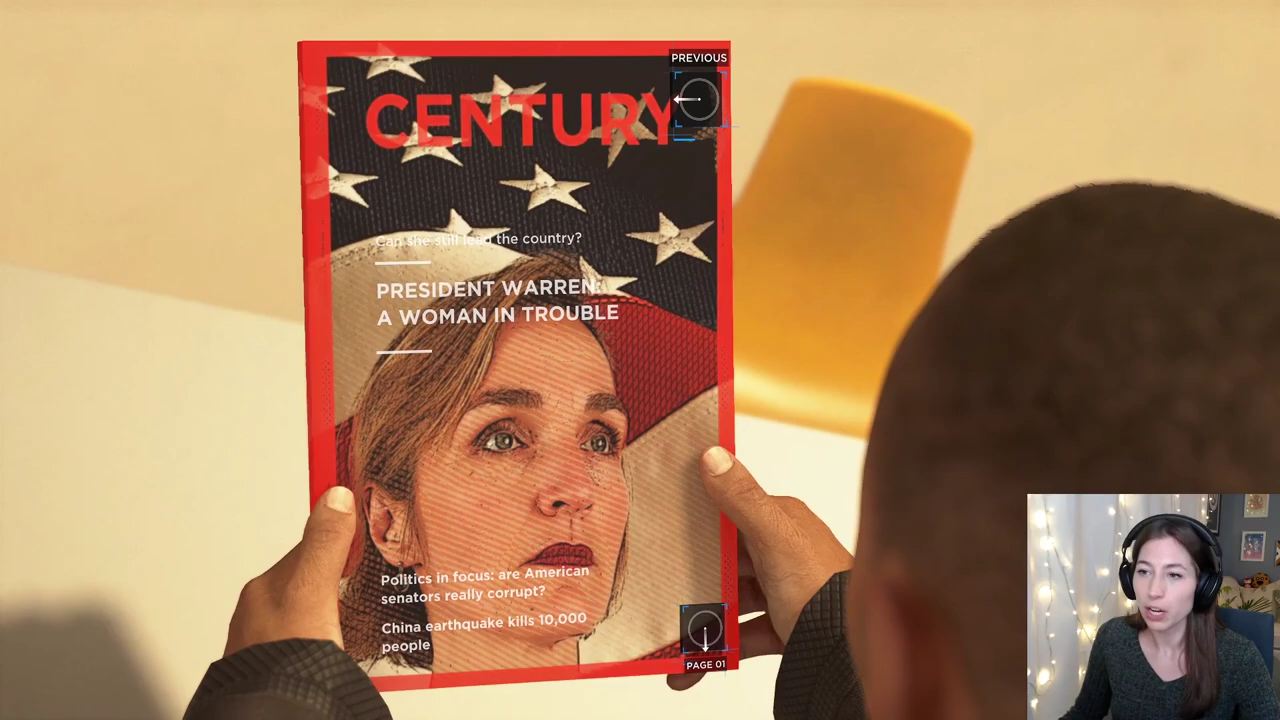 PREVIOUS
CENTURY
Can she still lead the country?
PRESIDENT WARREN:
A WOMAN IN TROUBLE
Politics in focus: are American
senators really corrupt?
China earthquake kills 10,000
people
PAGE 01